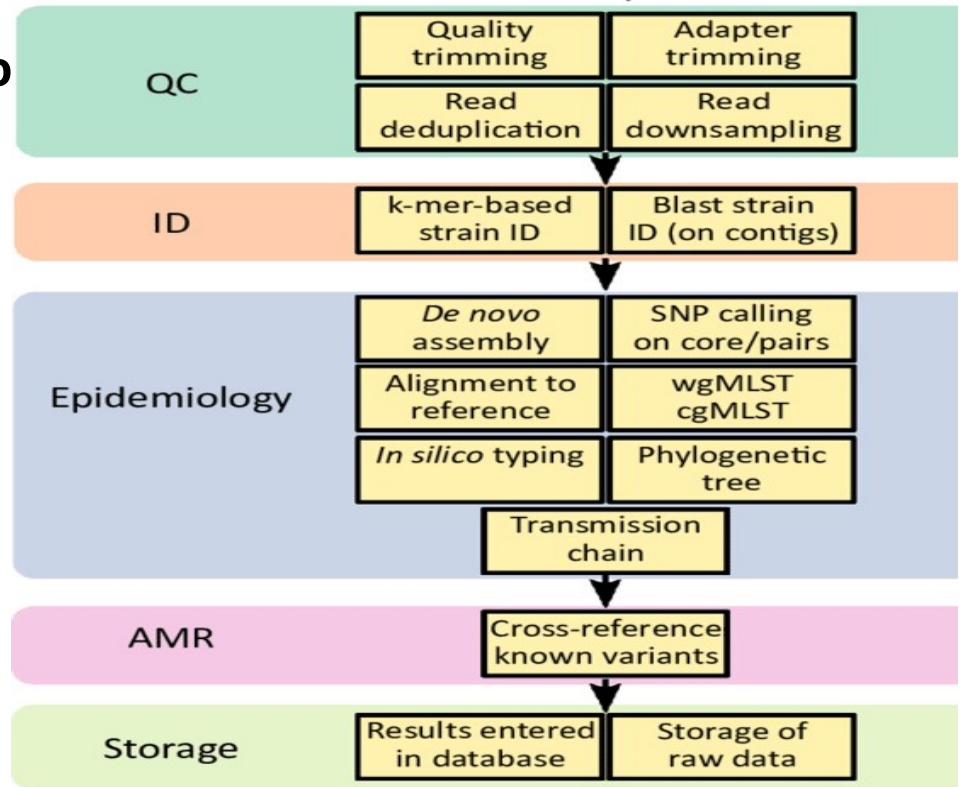 b
QC
Quality
trimming
Adapter
trimming
Read
deduplication
Read
downsampling
ID
k-mer-based
strain ID
Blast strain
ID (on contigs)
Epidemiology
De novo
assembly
SNP calling
on core/pairs
Alignment to
reference
wgMLST
cgMLST
In silico typing
Phylogenetic
tree
Transmission
chain
AMR
Cross-reference
known variants
Storage
Results entered
in database
Storage of
raw data